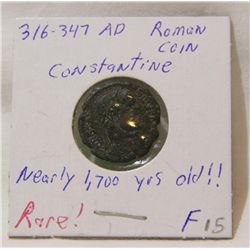 316-347 AD Roman
Coin
Constantine
Nearly 1,700 yrs old!!
Rare!
F15